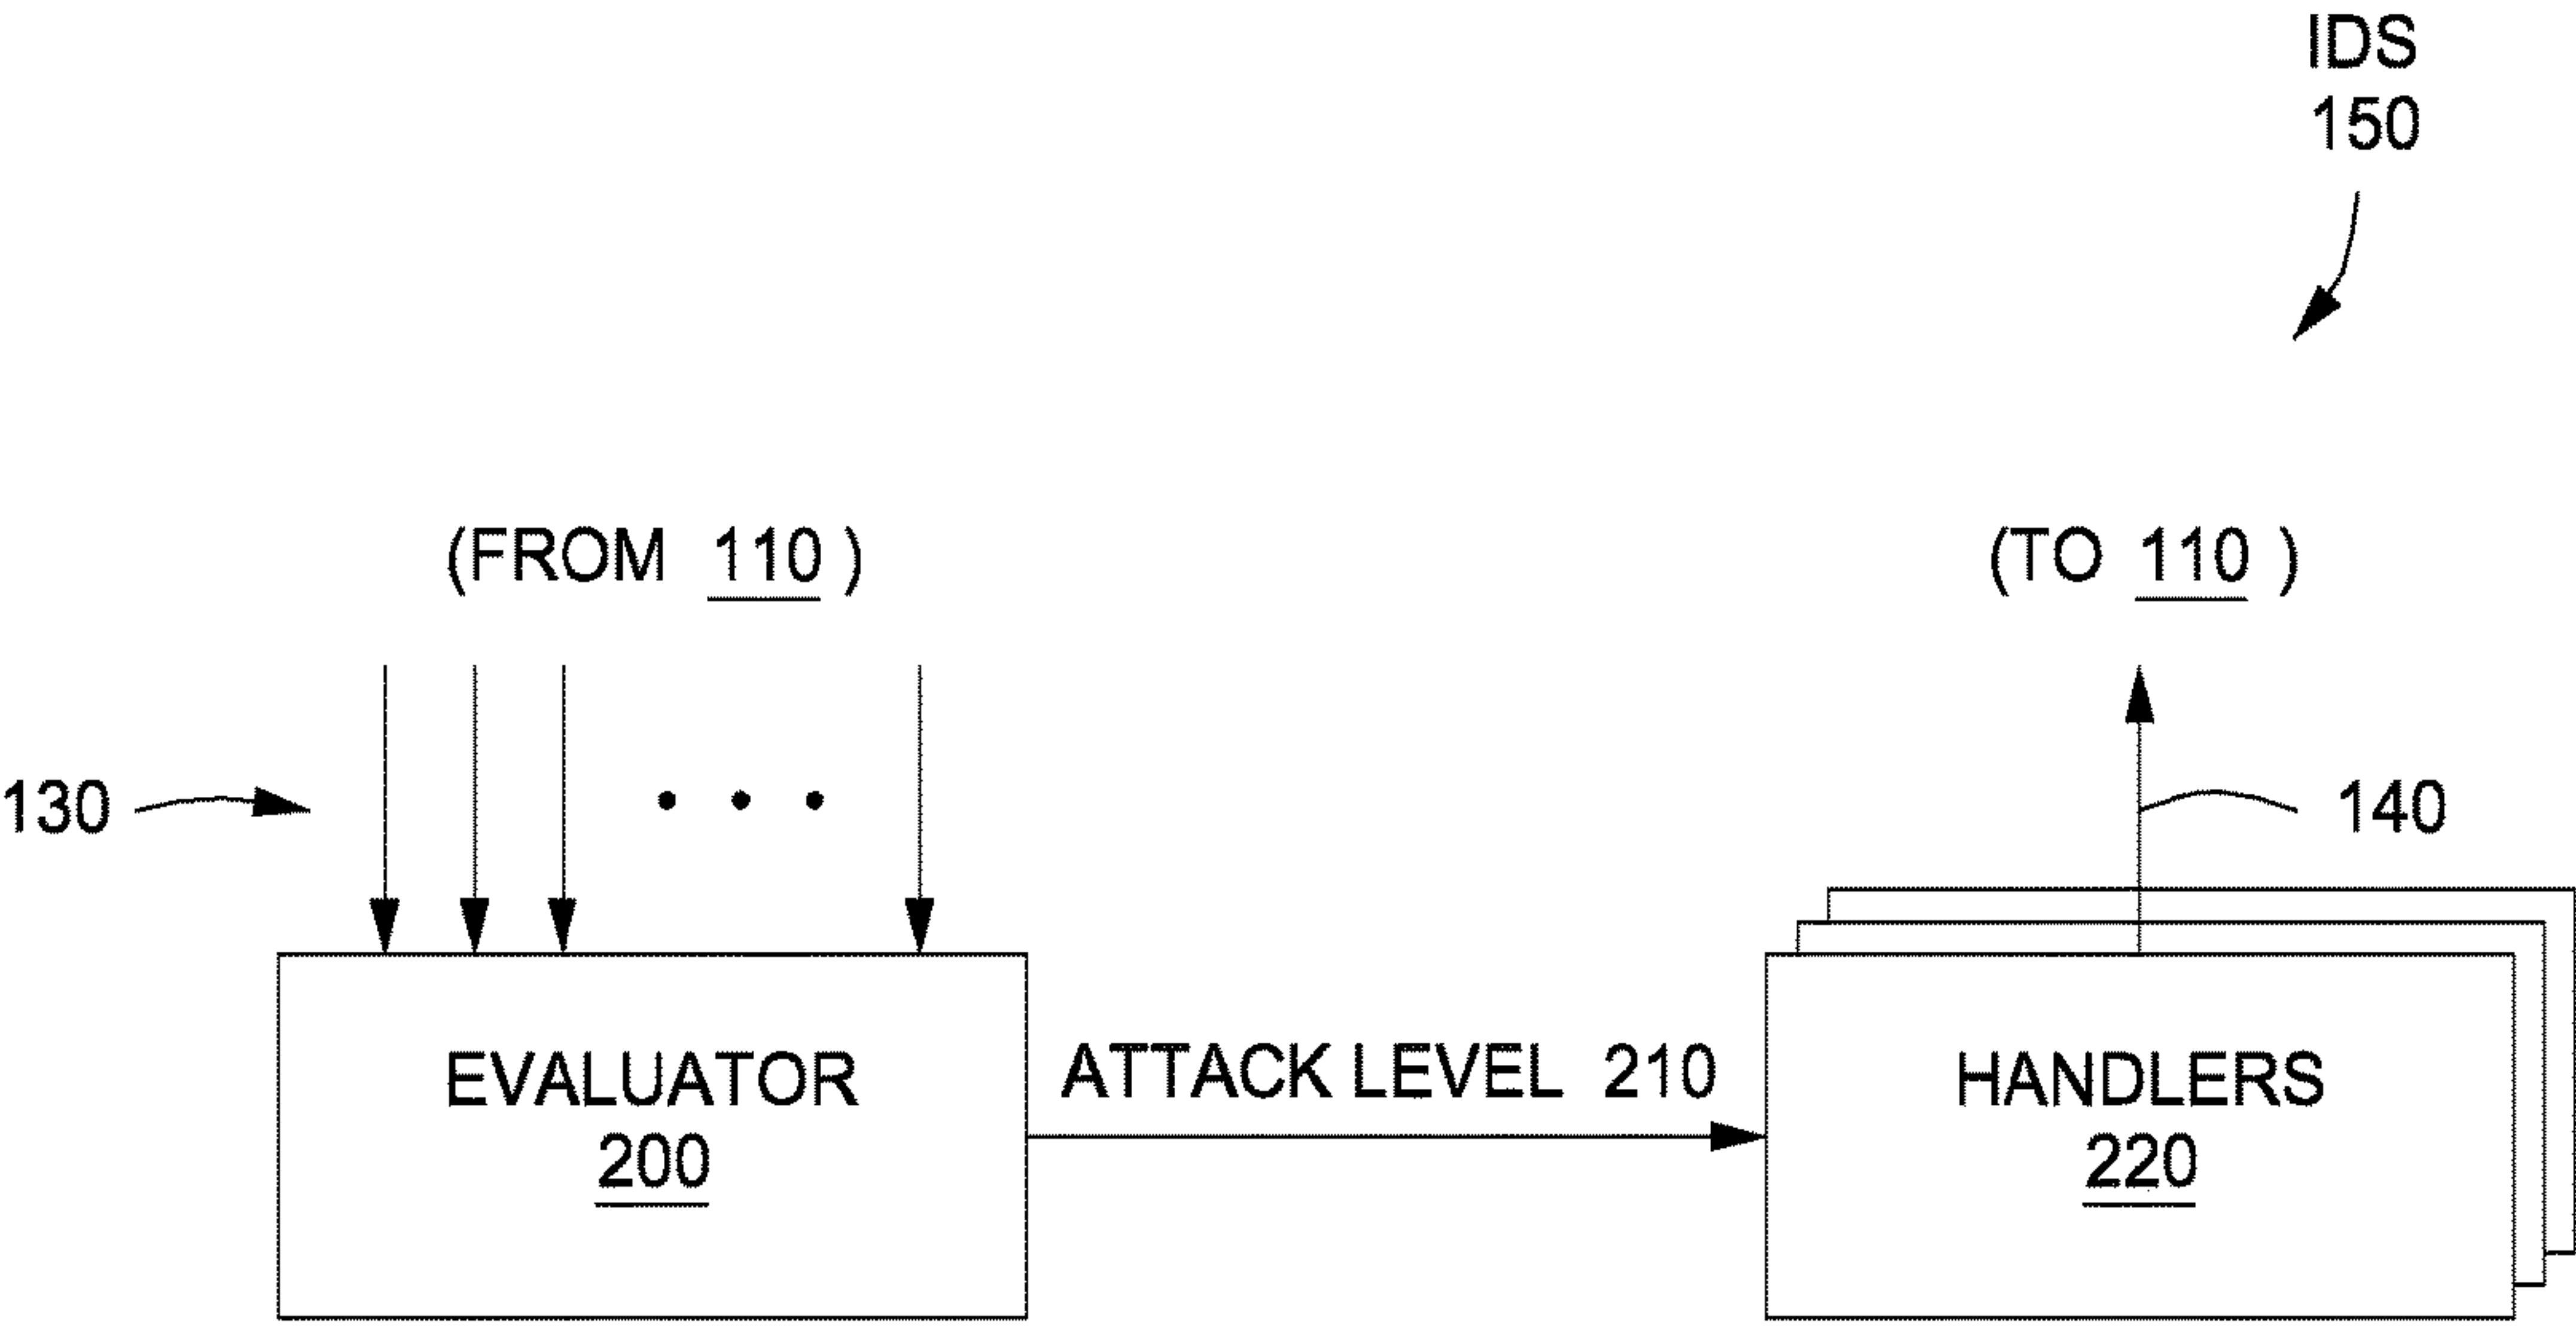 IDS
150
(FROM 110 )
(TO 110 )
130
140
EVALUATOR
200
ATTACK LEVEL 210
HANDLERS
220